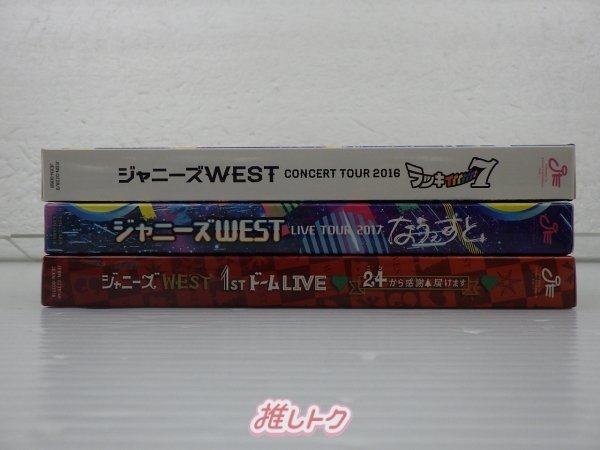 ジャニーズWEST CONCERT TOUR 2016 ラッキィィィィィィィ7
ジャニーズWEST LIVE TOUR 2017 なうぇすと
ジャニーズWEST 1ST ドーム LIVE 24から感謝届けます
推しトク